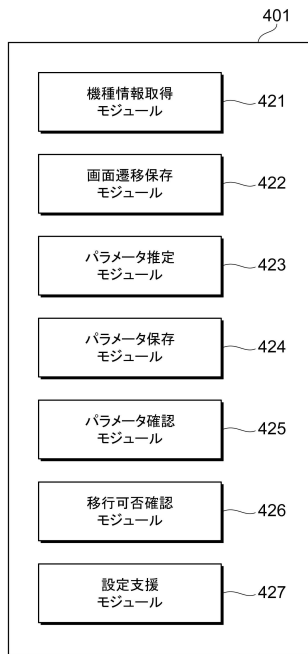 401
機種情報取得
モジュール
421
画面遷移保存
モジュール
422
パラメータ推定
モジュール
423
パラメータ保存
モジュール
424
パラメータ確認
モジュール
425
移行可否確認
モジュール
426
設定支援
モジュール
427